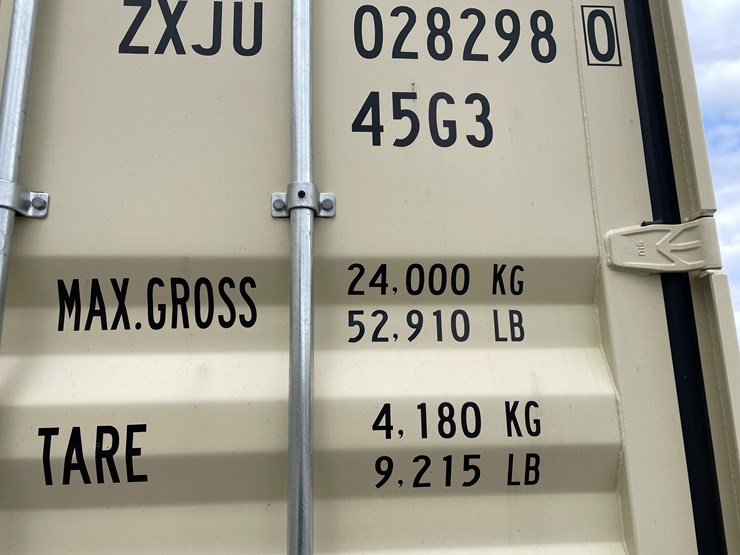 ZXJU 028298 0
45G3
MAX.GROSS 24,000 KG
52,910 LB
TARE 4,180 KG
9,215 LB